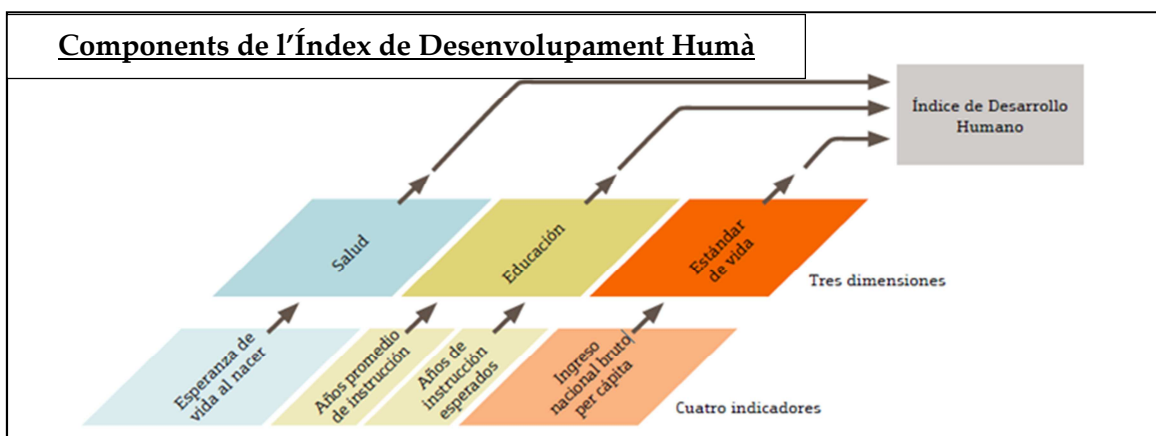 Components de l'Índex de Desenvolupament Humà
Índice de Desarrollo
Humano
Salud
Educación
Estándar
de vida
Tres dimensiones
Esperanza de
vida al nacer
Años promedio
de instrucción
Años de
instrucción
esperados
Ingreso
nacional bruto
per cápita
Cuatro indicadores